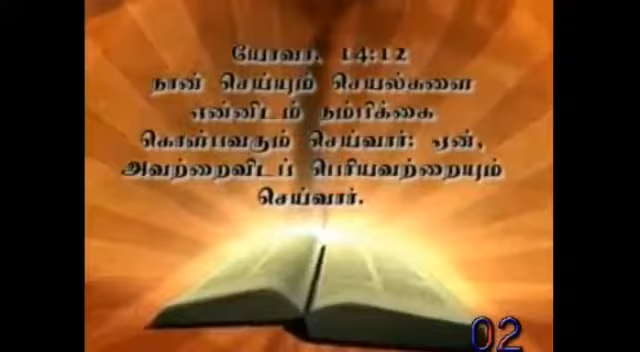 யோவா. 14:12
நான் செய்யும் செயல்களை
என்னிடம் நம்பிக்கை
கொள்பவரும் செய்வார்: ஏன்,
அவற்றைவிடப் பெரியவற்றையும்
செய்வார்.
02